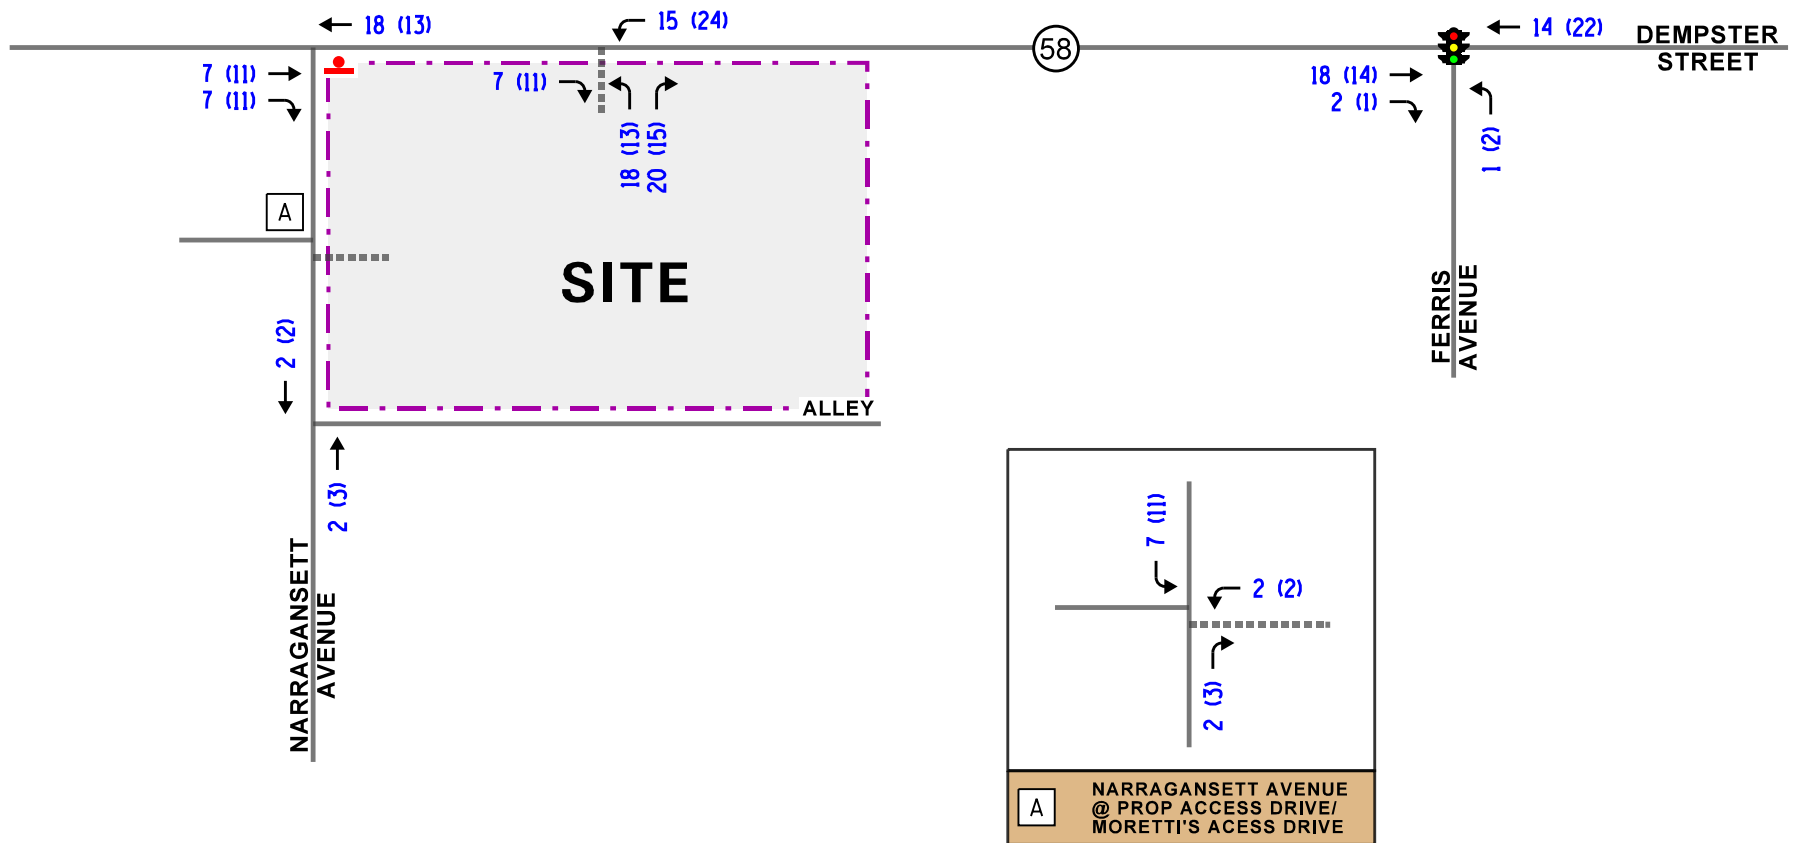 18 (13)
15 (24)
14 (22)
DEMPSTER
STREET
58
7 (11)
7 (11)
7 (11)
18 (14)
2 (1)
18 (13)
20 (15)
1 (2)
A
SITE
FERRIS
AVENUE
2 (2)
ALLEY
2 (3)
NARRAGANSETT
AVENUE
7 (11)
2 (2)
2 (3)
A
NARRAGANSETT AVENUE
@ PROP ACCESS DRIVE/
MORETTI'S ACESS DRIVE